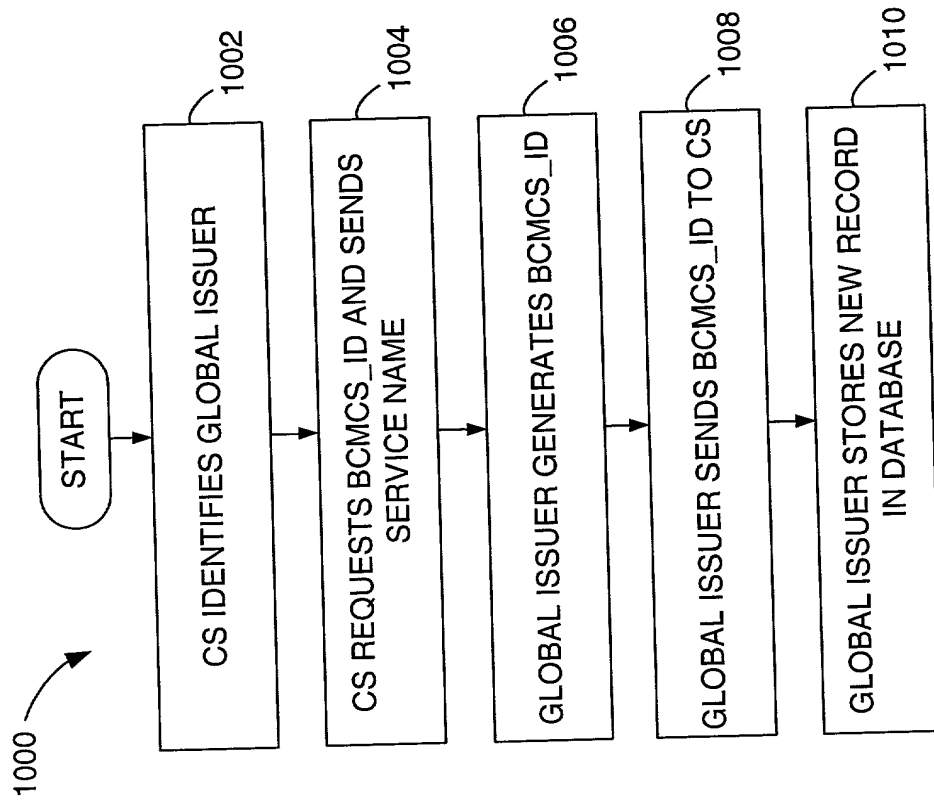 1000
START
CS IDENTIFIES GLOBAL ISSUER
1002
CS REQUESTS BCMCS_ID AND SENDS
SERVICE NAME
1004
GLOBAL ISSUER GENERATES BCMCS_ID
1006
GLOBAL ISSUER SENDS BCMCS_ID TO CS
1008
GLOBAL ISSUER STORES NEW RECORD
IN DATABASE
1010